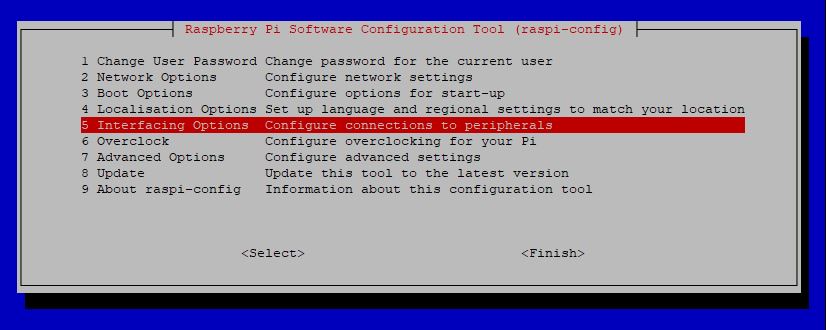 Raspberry Pi Software Configuration Tool (raspi-config)
1 Change User Password Change password for the current user
2 Network Options Configure network settings
3 Boot Options Configure options for start-up
4 Localisation Options Set up language and regional settings to match your location
5 Interfacing Options Configure connections to peripherals
6 Overclock Configure overclocking for your Pi
7 Advanced Options Configure advanced settings
8 Update Update this tool to the latest version
9 About raspi-config Information about this configuration tool
<Select> <Finish>